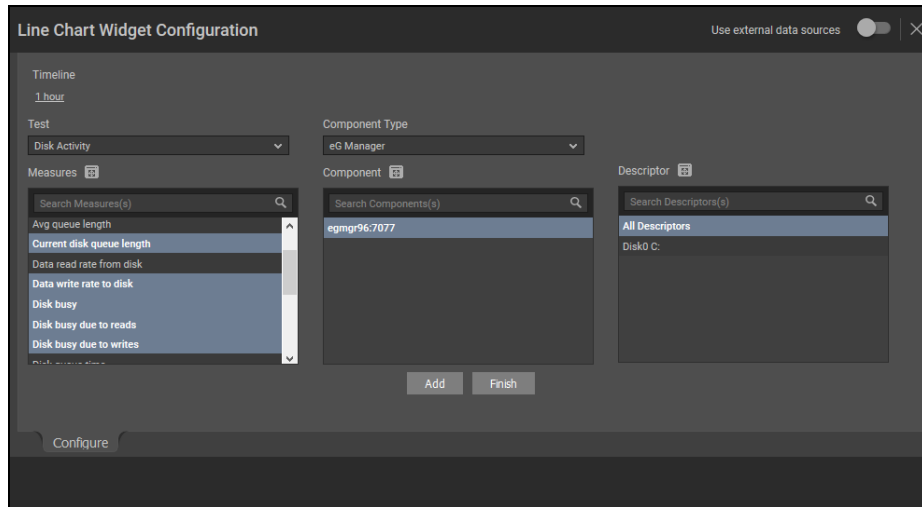 Line Chart Widget Configuration
Use external data sources
Timeline
1 hour
Test
Component Type
Disk Activity
eG Manager
Measures
Component
Descriptor
Search Measures(s)
Search Components(s)
Search Descriptors(s)
Avg queue length
Current disk queue length
Data read rate from disk
Data write rate to disk
Disk busy
Disk busy due to reads
Disk busy due to writes
Disk queue time
egmgr96:7077
All Descriptors
Disk0 C:
Add
Finish
Configure